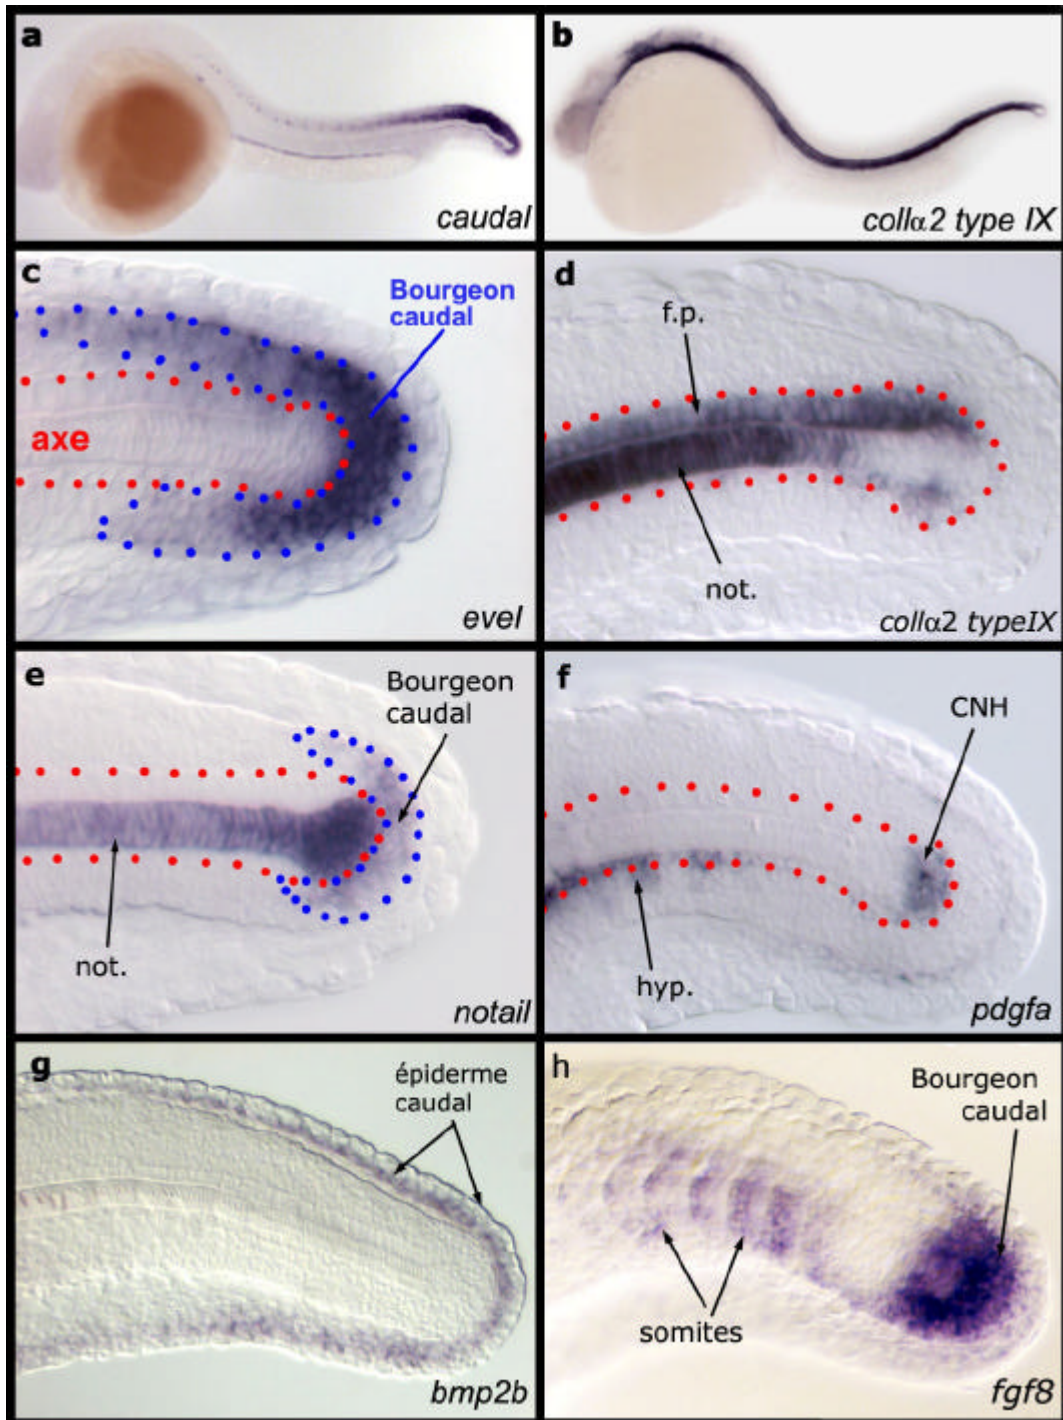 a
caudal
b
collα2 type IX
c
Bourgeon
caudal
axe
eveI
d
f.p.
not.
collα2 typeIX
e
Bourgeon
caudal
not.
notail
f
CNH
hyp.
pdgfa
g
épiderme
caudal
bmp2b
h
Bourgeon
caudal
somites
fgf8